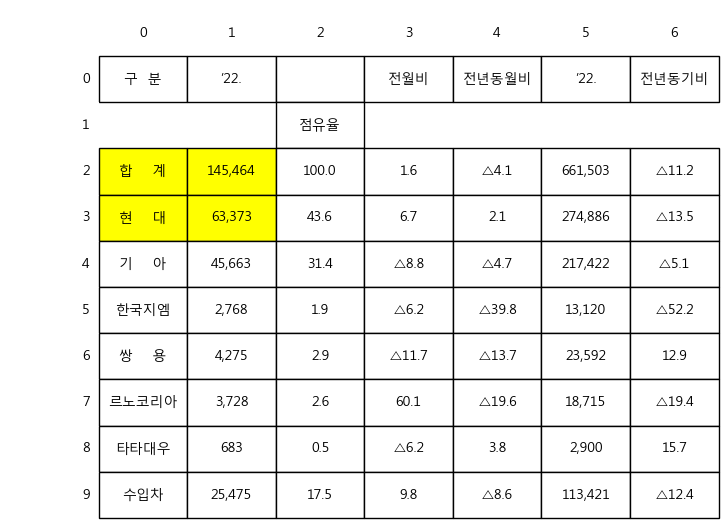 0 1 2 3 4 5 6
0 구 분 '22. 전월비 전년동월비 '22. 전년동기비
1 점유율
2 합 계 145,464 100.0 1.6 △4.1 661,503 △11.2
3 현 대 63,373 43.6 6.7 2.1 274,886 △13.5
4 기 아 45,663 31.4 △8.8 △4.7 217,422 △5.1
5 한국지엠 2,768 1.9 △6.2 △39.8 13,120 △52.2
6 쌍 용 4,275 2.9 △11.7 △13.7 23,592 12.9
7 르노코리아 3,728 2.6 60.1 △19.6 18,715 △19.4
8 타타대우 683 0.5 △6.2 3.8 2,900 15.7
9 수입차 25,475 17.5 9.8 △8.6 113,421 △12.4